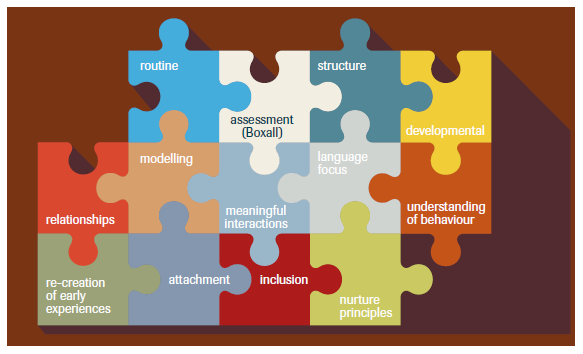 routine
assessment
(Boxall)
structure
developmental
relationships
modelling
meaningful
interactions
language
focus
understanding
of behaviour
re-creation
of early
experiences
attachment
inclusion
nurture
principles